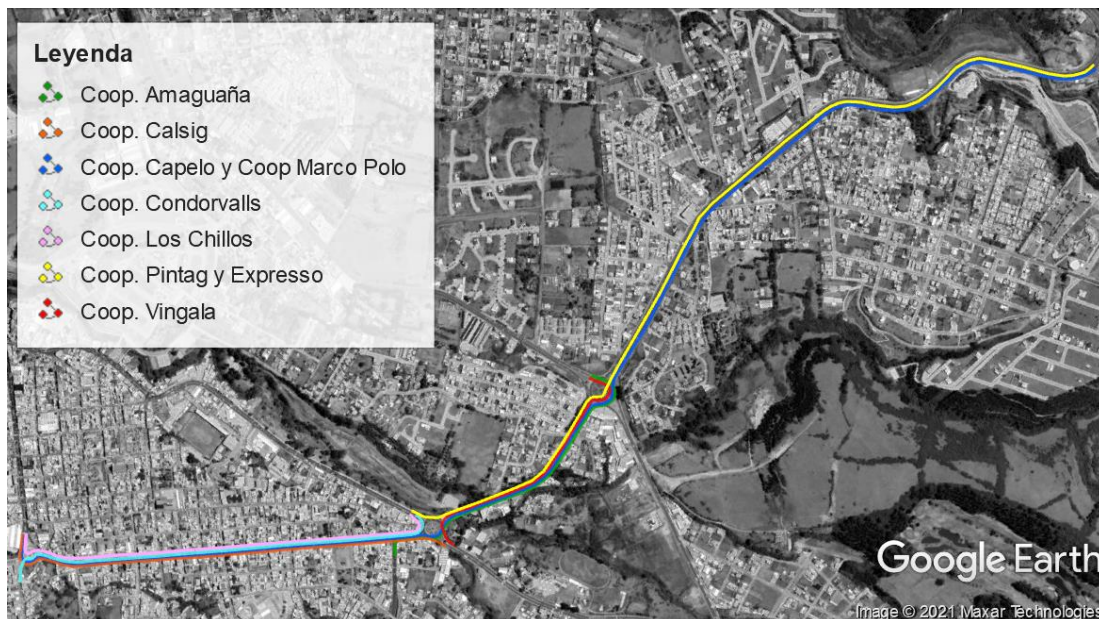 Leyenda
Coop. Amaguaña
Coop. Calsig
Coop. Capelo y Coop Marco Polo
Coop. Condorvalls
Coop. Los Chillos
Coop. Pintag y Expresso
Coop. Vingala
Google Earth
Image © 2021 Maxar Technologies